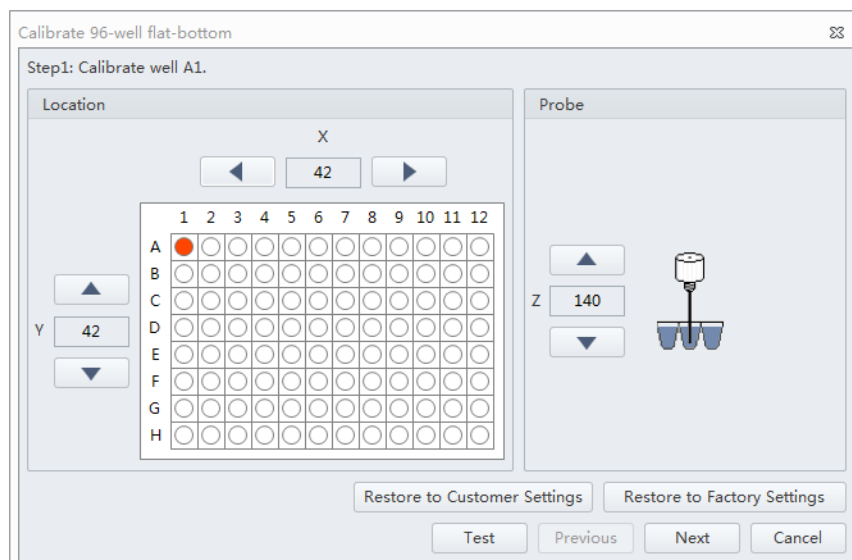 Calibrate 96-well flat-bottom
Step1: Calibrate well A1.
Location
X
42
1 2 3 4 5 6 7 8 9 10 11 12
A
B
C
D
E
F
G
H
Y
42
Probe
Z
140
Restore to Customer Settings
Restore to Factory Settings
Test
Previous
Next
Cancel